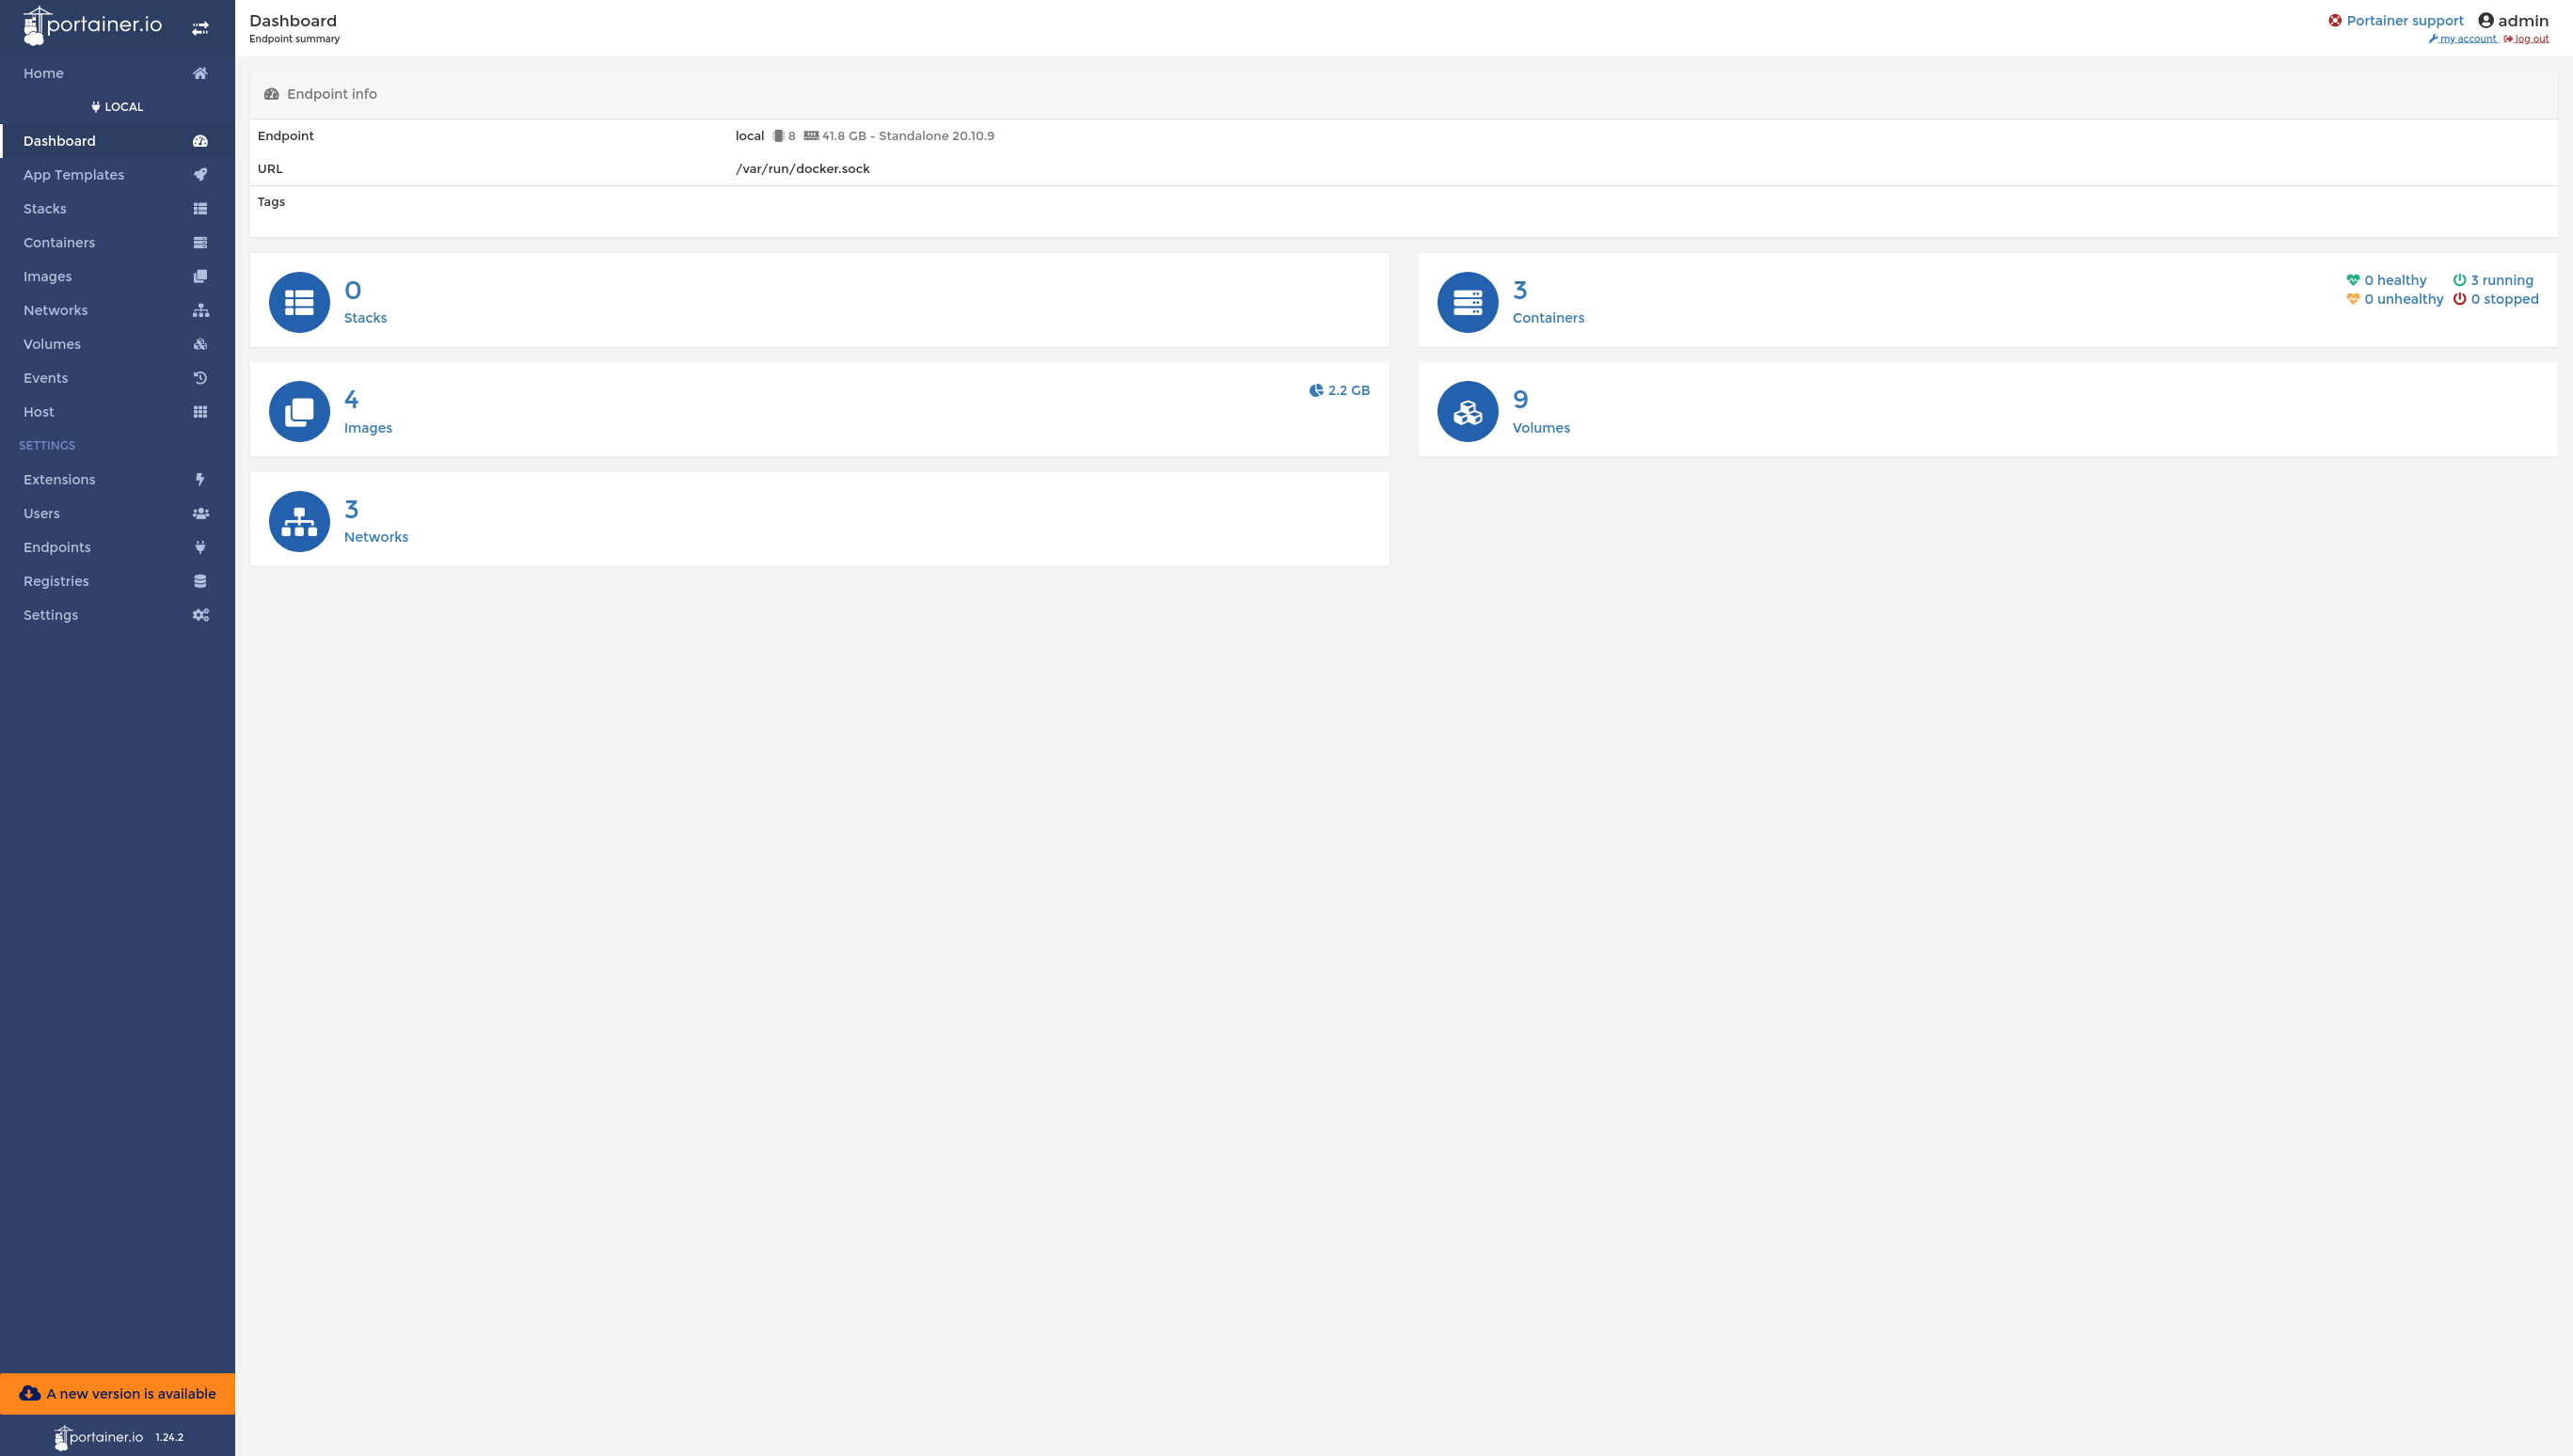 portainer.io
Home
LOCAL
Dashboard
App Templates
Stacks
Containers
Images
Networks
Volumes
Events
Host
SETTINGS
Extensions
Users
Endpoints
Registries
Settings
A new version is available
portainer.io 1.24.2
Dashboard
Endpoint summary
Portainer support admin
my account log out
Endpoint info
Endpoint local 8 41.8 GB - Standalone 20.10.9
URL /var/run/docker.sock
Tags
0
Stacks
3
Containers
0 healthy 3 running
0 unhealthy 0 stopped
4
Images
2.2 GB
9
Volumes
3
Networks